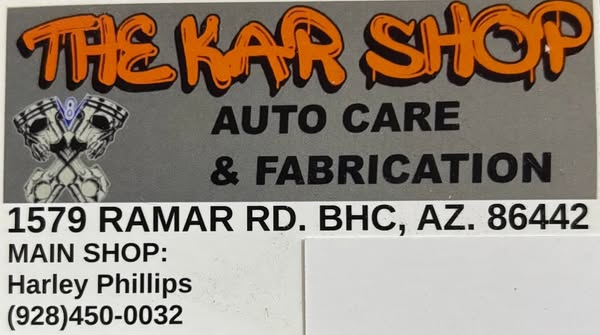 THE KAR SHOP
V8
AUTO CARE
& FABRICATION
1579 RAMAR RD. BHC, AZ. 86442
MAIN SHOP:
Harley Phillips
(928)450-0032